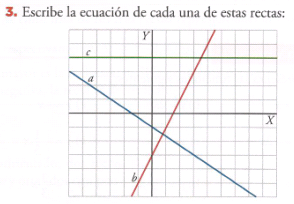 3. Escribe la ecuación de cada una de estas rectas:
Y
c
a
X
b